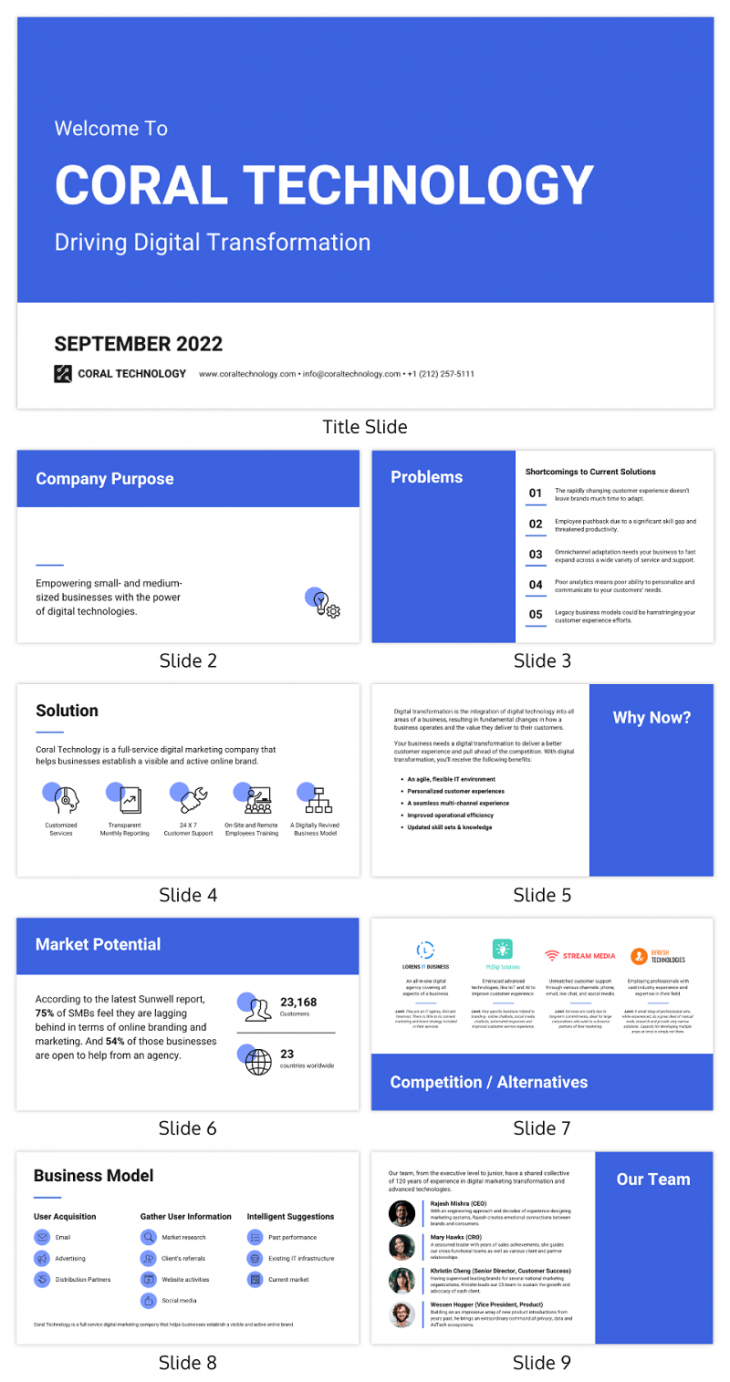 Welcome To
CORAL TECHNOLOGY
Driving Digital Transformation
SEPTEMBER 2022
CORAL TECHNOLOGY www.coraltechnology.com • info@coraltechnology.com • +1 (212) 257-5111
Title Slide
Company Purpose
Empowering small- and medium-
sized businesses with the power
of digital technologies.
Slide 2
Problems
Shortcomings to Current Solutions
01 The rapidly changing customer experience doesn't
leave brands much time to adapt.
02 Employee pushback due to a significant skill gap and
threatened productivity.
03 Omnichannel adaptation needs your business to fast
expand across a wide variety of service and support.
04 Poor analytics means poor ability to personalize and
communicate to your customers' needs.
05 Legacy business models could be hamstringing your
customer experience efforts.
Slide 3
Solution
Coral Technology is a full-service digital marketing company that
helps businesses establish a visible and active online brand.
Customized
Services
Transparent
Monthly Reporting
24 X 7
Customer Support
On-Site and Remote
Employees Training
A Digitally Revived
Business Model
Slide 4
Digital transformation is the integration of digital technology into all
areas of a business, resulting in fundamental changes in how a
business operates and the value they deliver to their customers.
Your business needs a digital transformation to deliver a better
customer experience and pull ahead of the competition. With digital
transformation, you'll receive the following benefits:
• An agile, flexible IT environment
• Personalized customer experiences
• A seamless multi-channel experience
• Improved operational efficiency
• Updated skill sets & knowledge
Why Now?
Slide 5
Market Potential
According to the latest Sunwell report,
75% of SMBs feel they are lagging
behind in terms of online branding and
marketing. And 54% of those businesses
are open to help from an agency.
23,168
Customers
23
countries worldwide
Slide 6
LORENS IT BUSINESS
An all-in-one digital
agency covering all
aspects of a business.
Solutions
Embraced advanced
technologies, like IoT and AI to
improve customer experience
STREAM MEDIA
Unmatched customer support
through various channels: phone,
email, live chat, and social media.
TECHNOLOGIES
Employing professionals with
vast industry experience and
expertise in their field.
Competition / Alternatives
Slide 7
Business Model
User Acquisition
Email
Advertising
Distribution Partners
Gather User Information
Market research
Client's referrals
Website activities
Social media
Intelligent Suggestions
Past performance
Existing IT infrastructure
Current market
Coral Technology is a full-service digital marketing company that helps businesses establish a visible and active online brand.
Slide 8
Our team, from the executive level to junior, have a shared collective
of 120 years of experience in digital marketing transformation and
advanced technologies.
Rajesh Mishra (CEO)
With an engineering approach and decades of experience designing
marketing systems, Rajesh creates emotional connections between
brands and consumers.
Mary Hawks (CRO)
A seasoned leader with years of sales achievements, she guides
our cross-functional teams as well as various client and partner
relationships.
Khristin Cheng (Senior Director, Customer Success)
Having supervised leading brands for several national marketing
organizations, Khristin leads our CS team to sustain the growth and
advocacy of each client.
Wessen Hopper (Vice President, Product)
Building on an impressive array of new product introductions from
years past, he brings an extraordinary command of privacy, data and
AdTech ecosystems.
Our Team
Slide 9